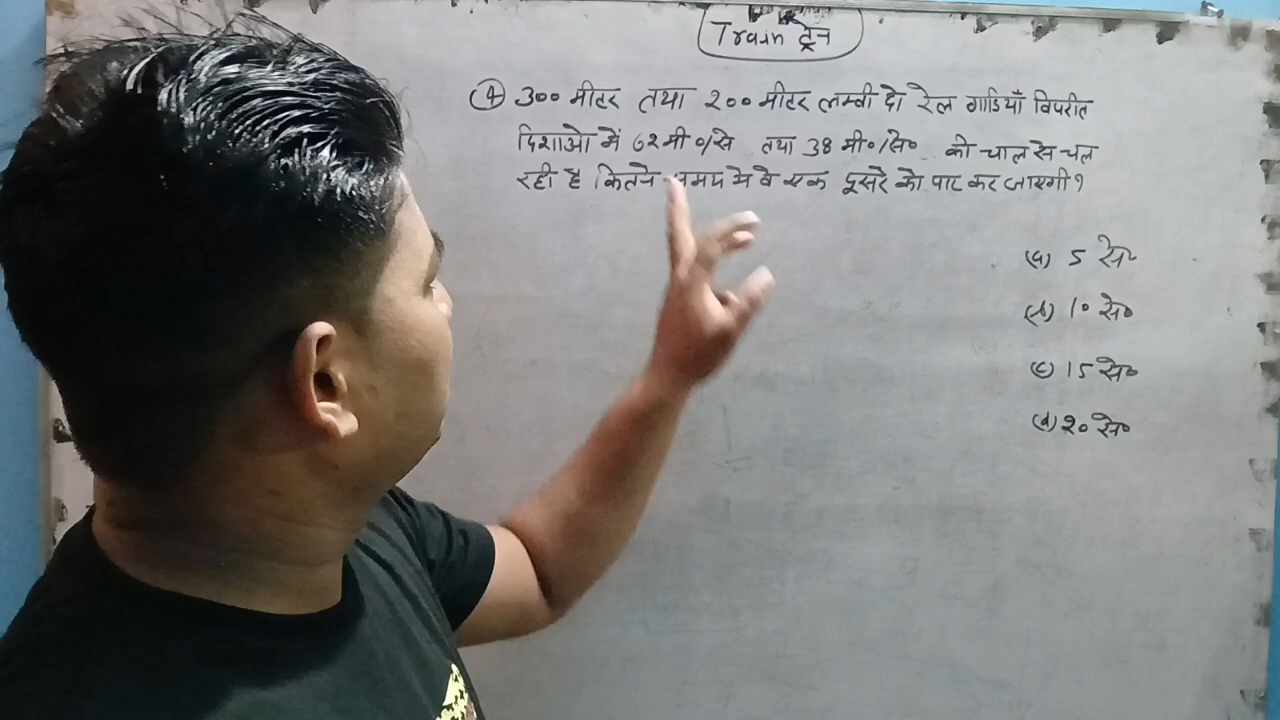 Train ट्रेन
④ 300 मीटर तथा 200 मीटर लम्बी दो रेल गाडियाँ विपरीत
दिशाओ में 62 मी०/से तथा 38 मी०/से० की चाल से चल
रही है कितने समय मे वे एक दूसरे को पार कर जाएगी?
(a) 5 से०
(b) 10 से०
(c) 15 से०
(d) 20 से०